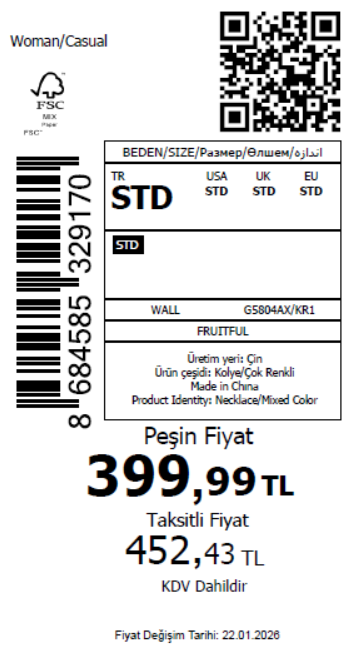 Woman/Casual
FSC
MIX
Paper
FSC™
BEDEN/SIZE/Размер/Өлшем/اندازه
TR USA UK EU
STD STD STD STD
STD
WALL G5804AX/KR1
FRUITFUL
Üretim yeri: Çin
Ürün çeşidi: Kolye/Çok Renkli
Made in China
Product Identity: Necklace/Mixed Color
8 684585 329170
Peşin Fiyat
399,99 TL
Taksitli Fiyat
452,43 TL
KDV Dahildir
Fiyat Değişim Tarihi: 22.01.2026